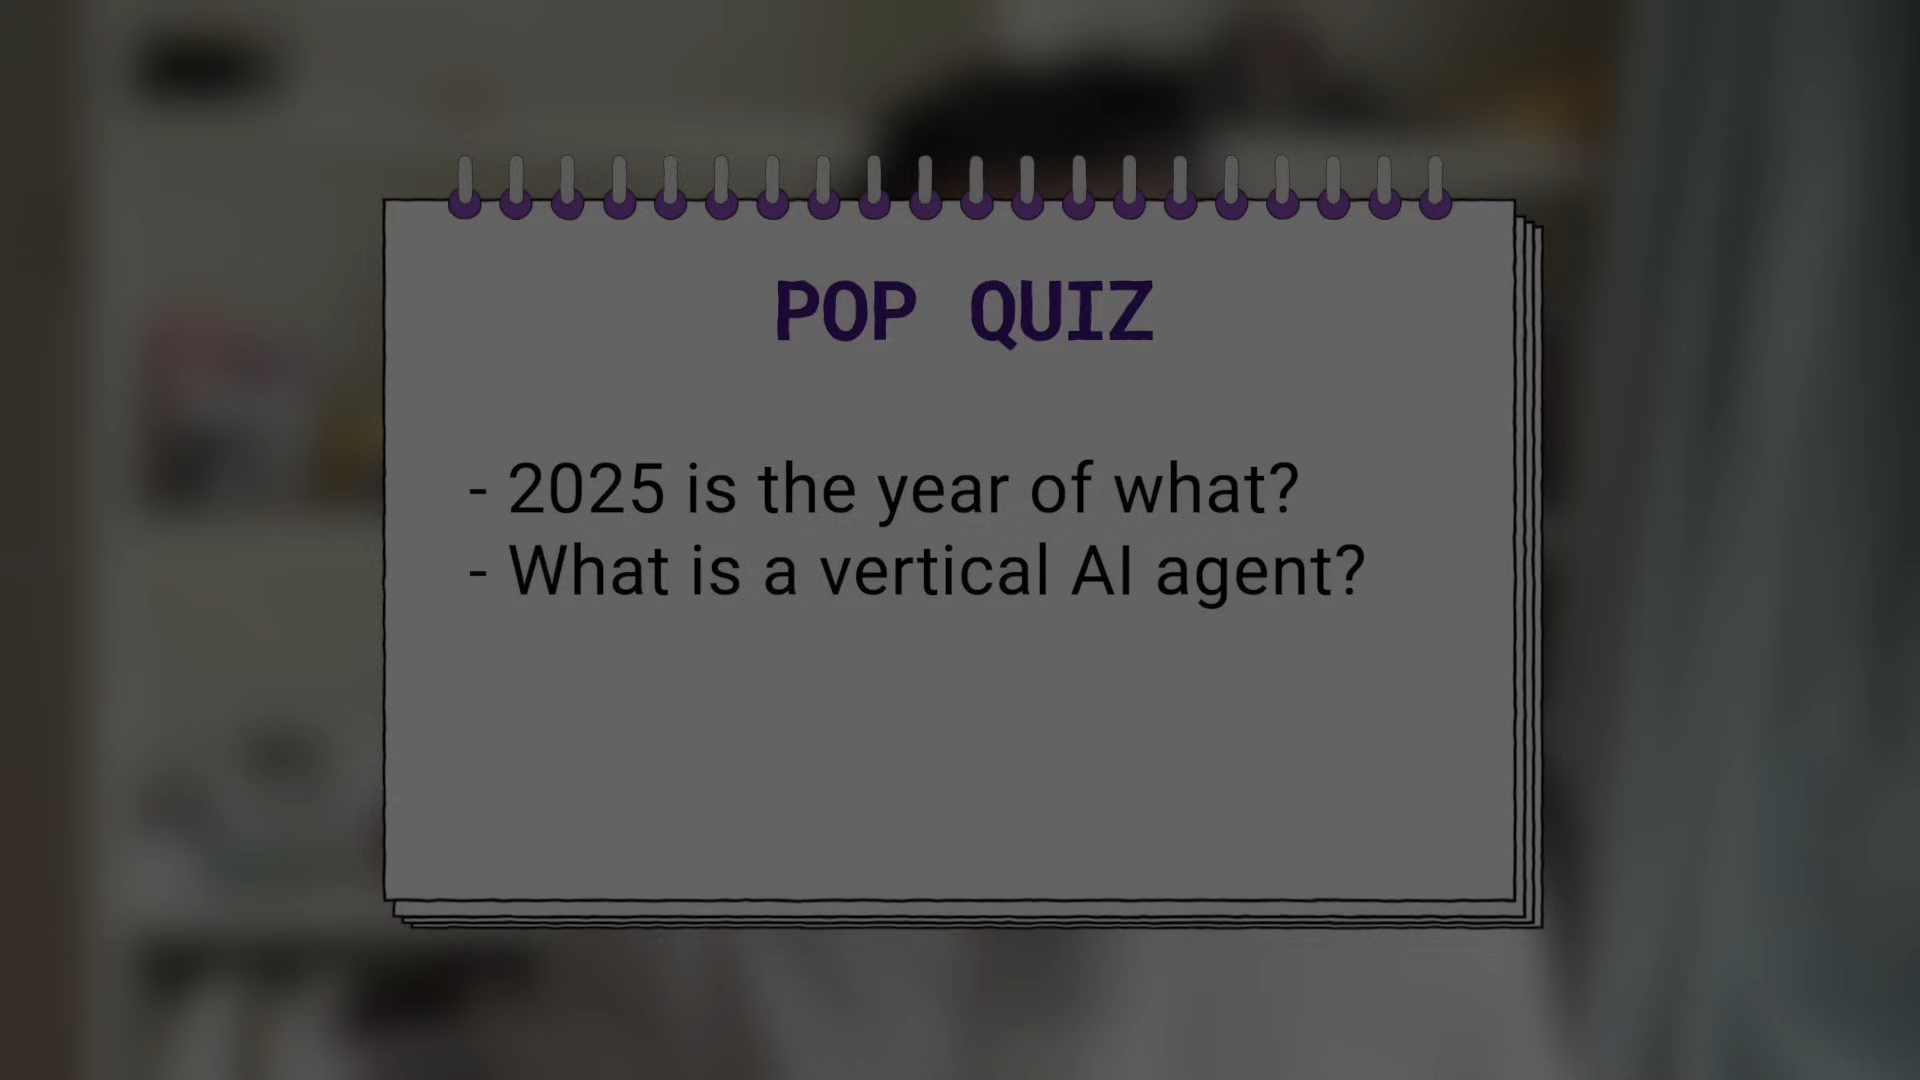 POP QUIZ
- 2025 is the year of what?
- What is a vertical AI agent?